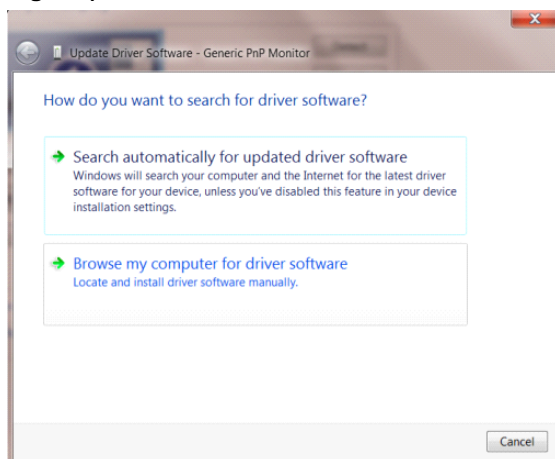 Update Driver Software - Generic PnP Monitor
How do you want to search for driver software?
Search automatically for updated driver software
Windows will search your computer and the Internet for the latest driver
software for your device, unless you've disabled this feature in your device
installation settings.
Browse my computer for driver software
Locate and install driver software manually.
Cancel